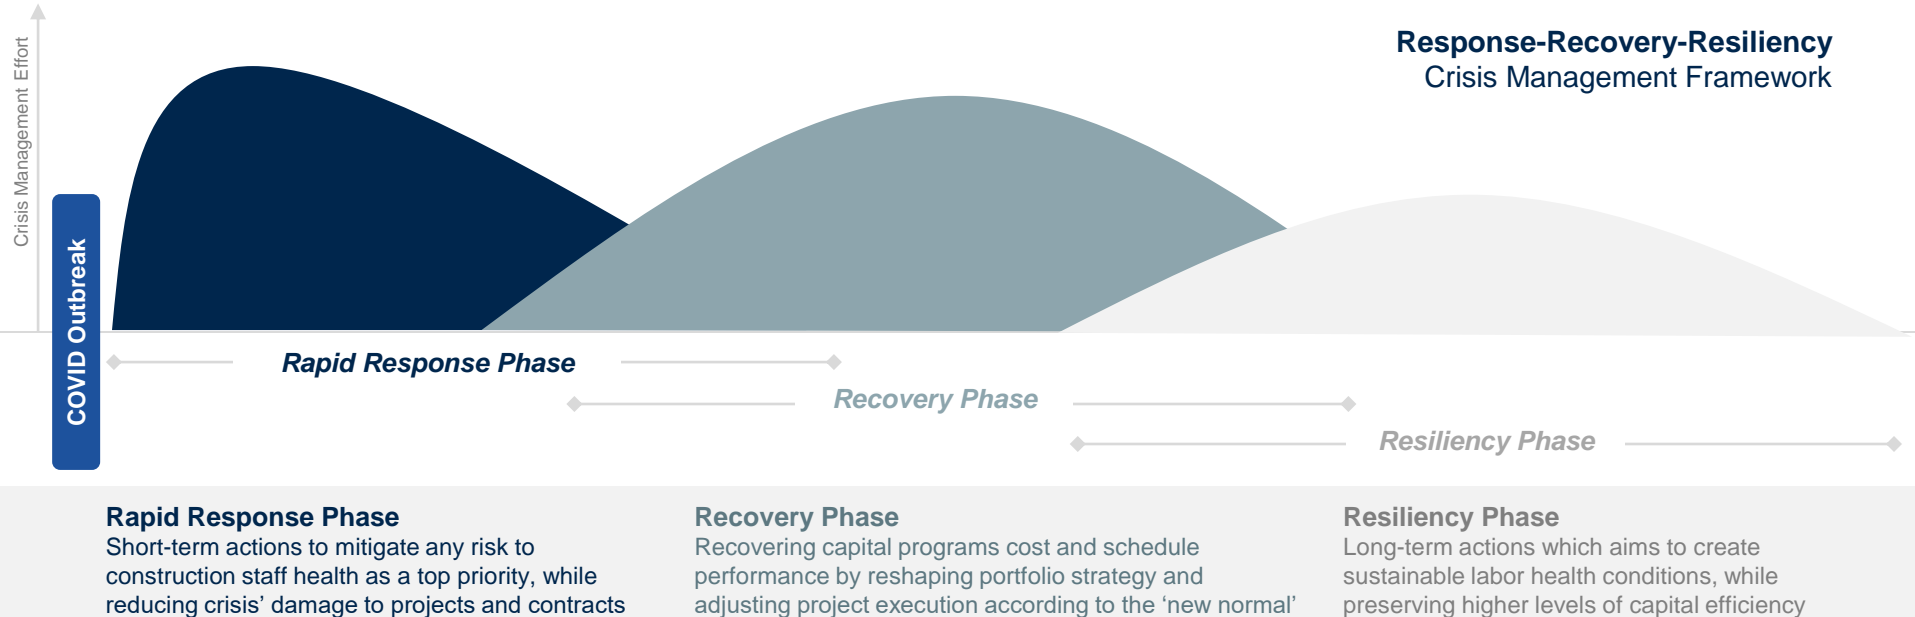 Response-Recovery-Resiliency
Crisis Management Framework
Crisis Management Effort
COVID Outbreak
Rapid Response Phase
Recovery Phase
Resiliency Phase
Rapid Response Phase
Short-term actions to mitigate any risk to
construction staff health as a top priority, while
reducing crisis’ damage to projects and contracts
Recovery Phase
Recovering capital programs cost and schedule
performance by reshaping portfolio strategy and
adjusting project execution according to the ‘new normal’
Resiliency Phase
Long-term actions which aims to create
sustainable labor health conditions, while
preserving higher levels of capital efficiency